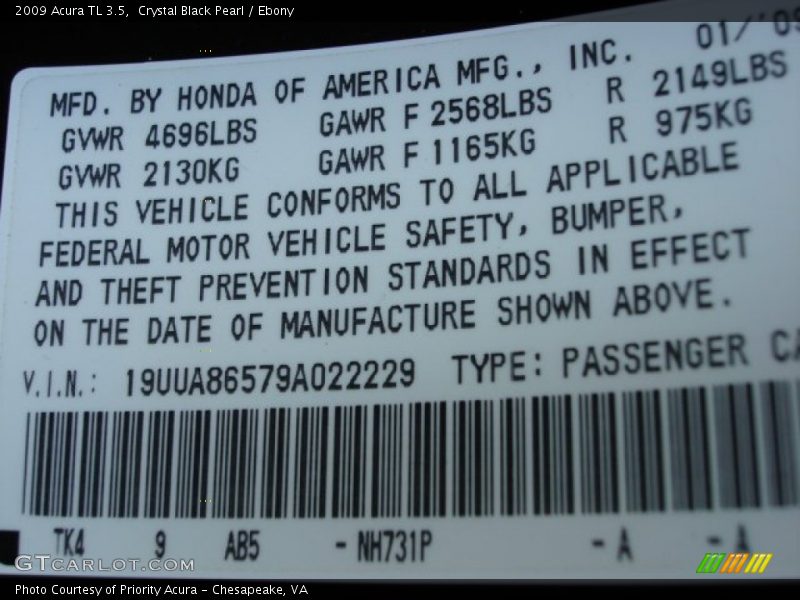 2009 Acura TL 3.5,  Crystal Black Pearl / Ebony
01/'09
MFD. BY HONDA OF AMERICA MFG., INC.
GVWR 4696LBS GAWR F 2568LBS R 2149LBS
GVWR 2130KG GAWR F 1165KG R 975KG
THIS VEHICLE CONFORMS TO ALL APPLICABLE
FEDERAL MOTOR VEHICLE SAFETY, BUMPER,
AND THEFT PREVENTION STANDARDS IN EFFECT
ON THE DATE OF MANUFACTURE SHOWN ABOVE.
V.I.N.: 19UUA86579A022229 TYPE: PASSENGER CA
TK4 9 AB5 - NH731P - A - A
GTCARLOT.COM
Photo Courtesy of Priority Acura – Chesapeake, VA